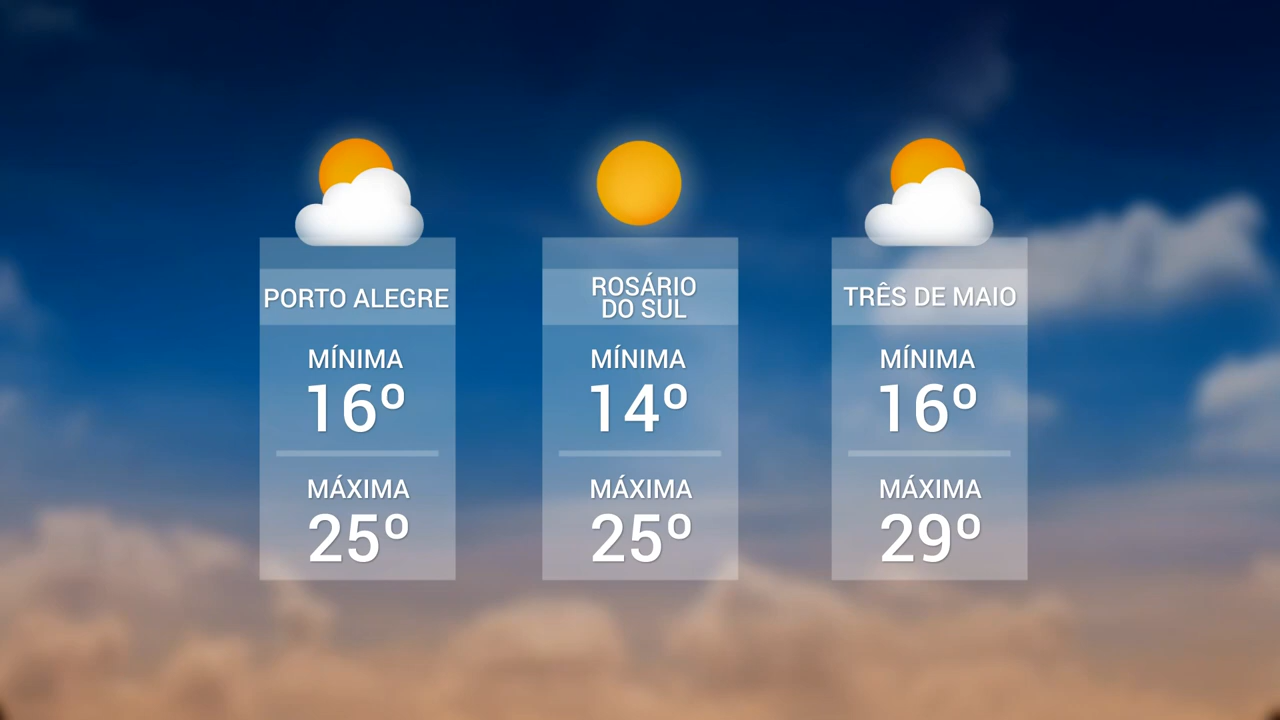 PORTO ALEGRE
MÍNIMA
16º
MÁXIMA
25º
ROSÁRIO
DO SUL
MÍNIMA
14º
MÁXIMA
25º
TRÊS DE MAIO
MÍNIMA
16º
MÁXIMA
29º